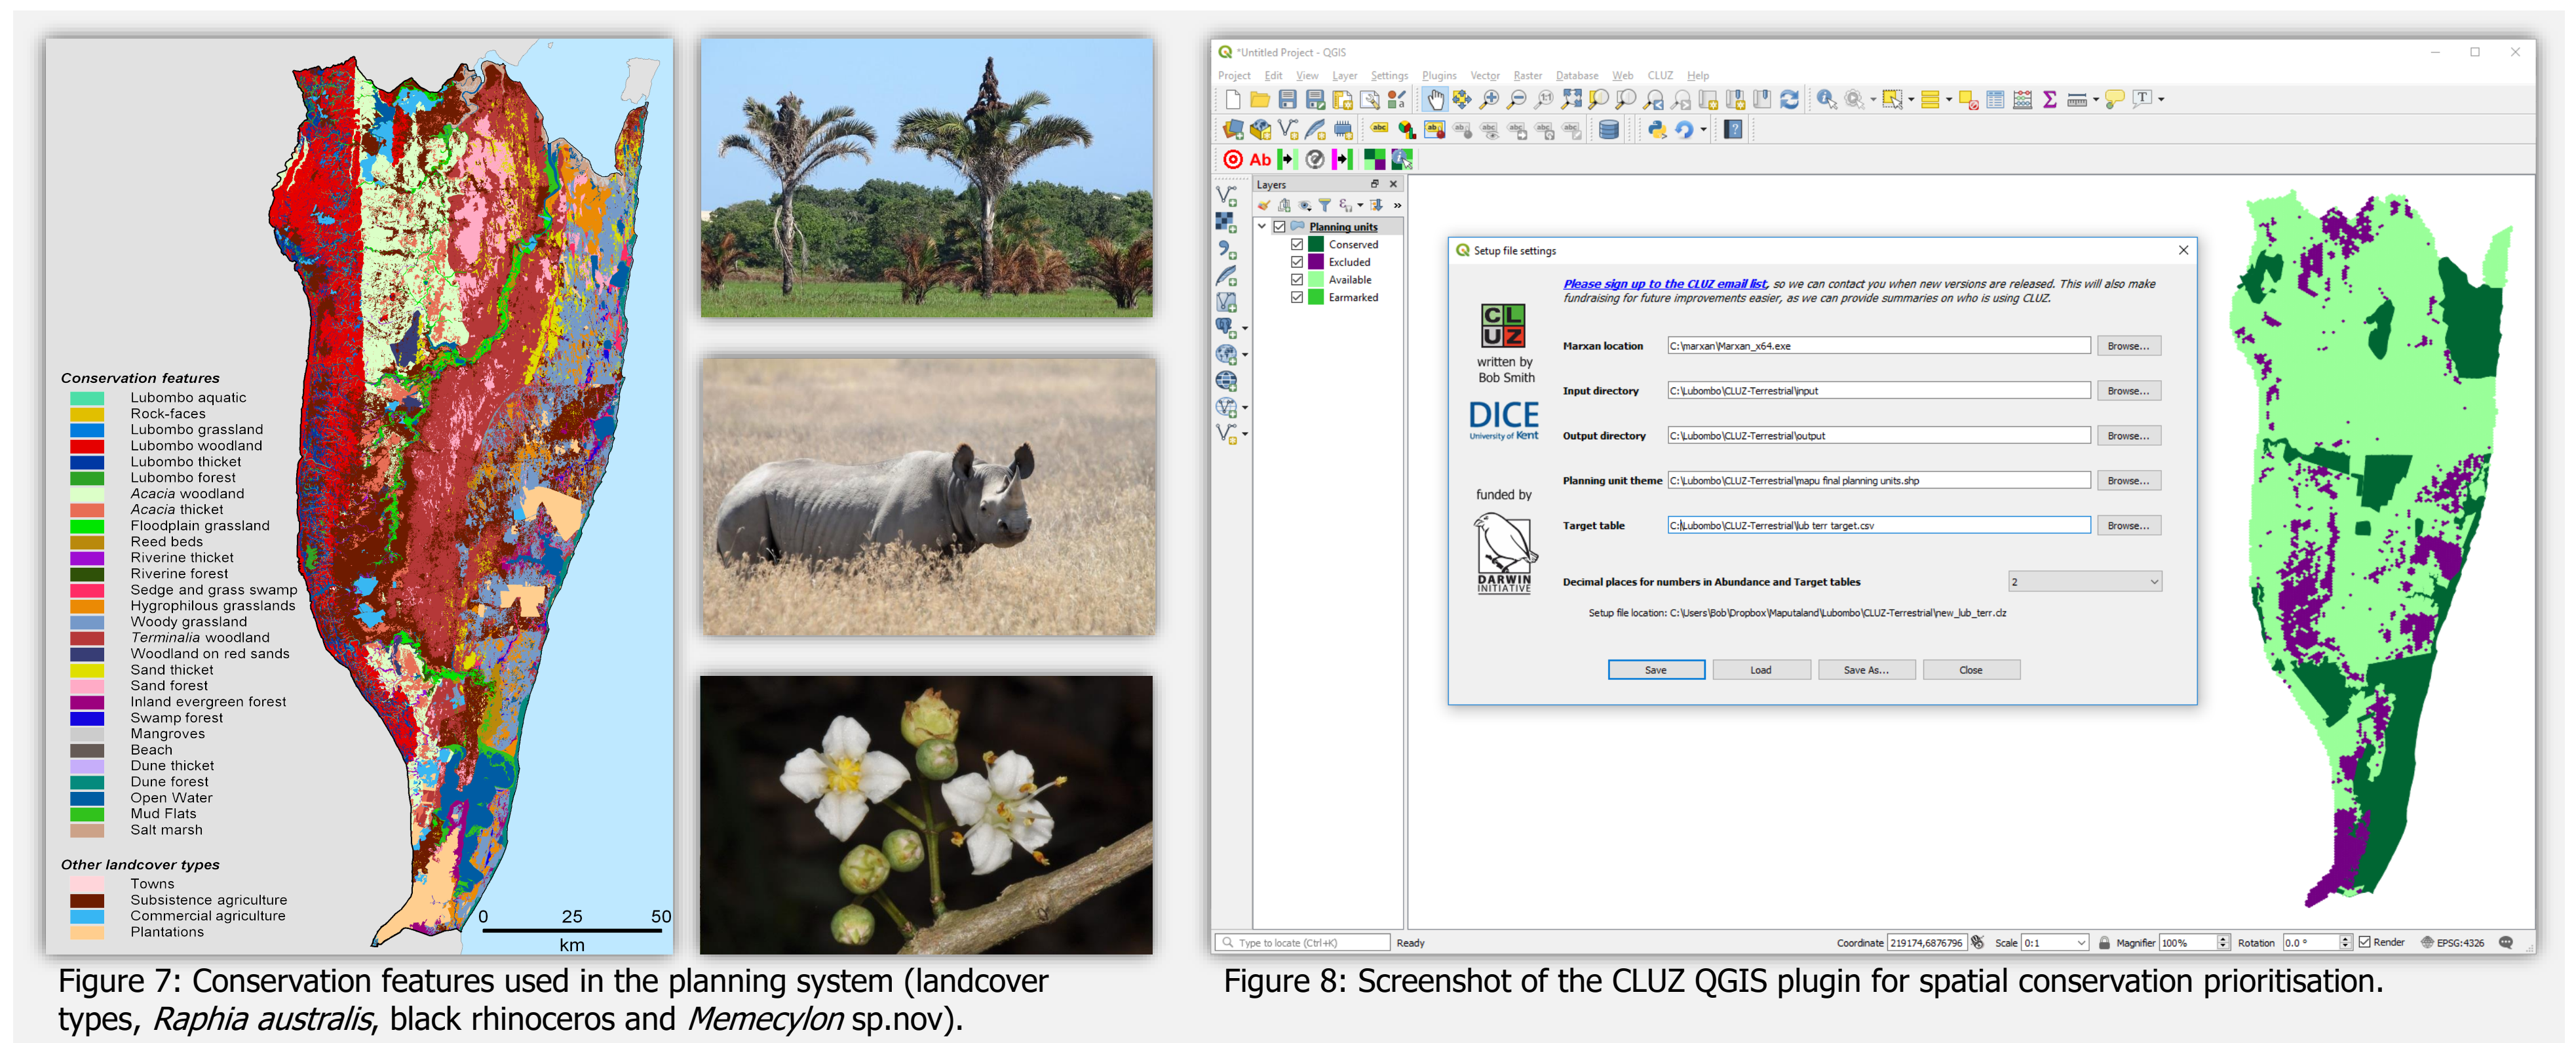 Conservation features
Lubombo aquatic
Rock-faces
Lubombo grassland
Lubombo woodland
Lubombo thicket
Lubombo forest
Acacia woodland
Acacia thicket
Floodplain grassland
Reed beds
Riverine thicket
Riverine forest
Sedge and grass swamp
Hygrophilous grasslands
Woody grassland
Terminalia woodland
Woodland on red sands
Sand thicket
Sand forest
Inland evergreen forest
Swamp forest
Mangroves
Beach
Dune thicket
Dune forest
Open Water
Mud Flats
Salt marsh
Other landcover types
Towns
Subsistence agriculture
Commercial agriculture
Plantations
0 25 50
km
Figure 7: Conservation features used in the planning system (landcover
types, Raphia australis, black rhinoceros and Memecylon sp.nov).
*Untitled Project - QGIS
Project Edit View Layer Settings Plugins Vector Raster Database Web CLUZ Help
Ab
Layers
Planning units
Conserved
Excluded
Available
Earmarked
Setup file settings
Please sign up to the CLUZ email list, so we can contact you when new versions are released. This will also make
fundraising for future improvements easier, as we can provide summaries on who is using CLUZ.
CL
UZ
written by
Bob Smith
DICE
University of Kent
funded by
DARWIN
INITIATIVE
Marxan location C:\marxan\Marxan_x64.exe Browse...
Input directory C:\Lubombo\CLUZ-Terrestrial\input Browse...
Output directory C:\Lubombo\CLUZ-Terrestrial\output Browse...
Planning unit theme C:\Lubombo\CLUZ-Terrestrial\mapu final planning units.shp Browse...
Target table C:\Lubombo\CLUZ-Terrestrial\lub terr target.csv Browse...
Decimal places for numbers in Abundance and Target tables 2
Setup file location: C:\Users\Bob\Dropbox\Maputaland\Lubombo\CLUZ-Terrestrial\new_lub_terr.clz
Save Load Save As... Close
Type to locate (Ctrl+K) Ready Coordinate 219174,6876796 Scale 0:1 Magnifier 100% Rotation 0.0 ° Render EPSG:4326
Figure 8: Screenshot of the CLUZ QGIS plugin for spatial conservation prioritisation.